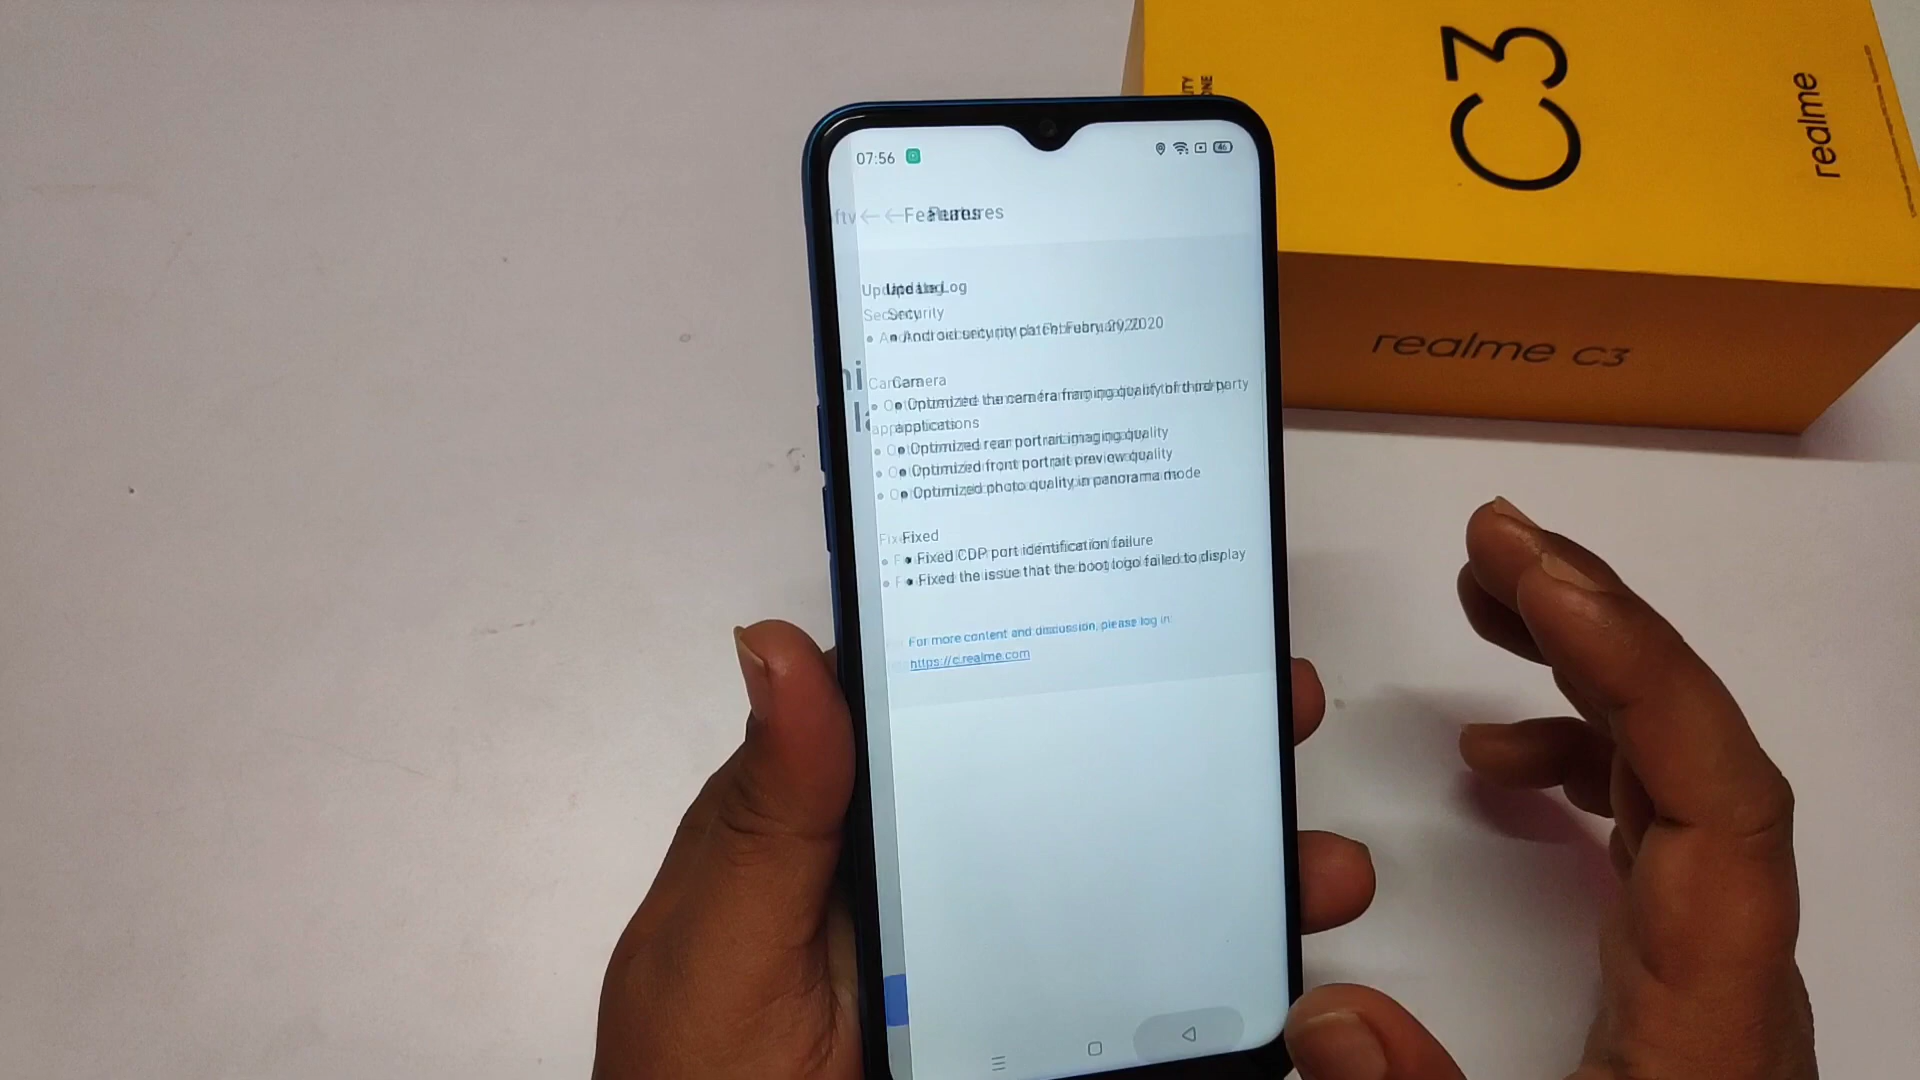 C3
realme
realme C3
07:56
46
Features
Update Log
Security
Android security patch: February, 2020
Camera
Optimized the camera framing quality of third party
applications
Optimized rear portrait imaging quality
Optimized front portrait preview quality
Optimized photo quality in panorama mode
Fixed
Fixed CDP port identification failure
Fixed the issue that the boot logo failed to display
For more content and discussion, please log in:
https://c.realme.com